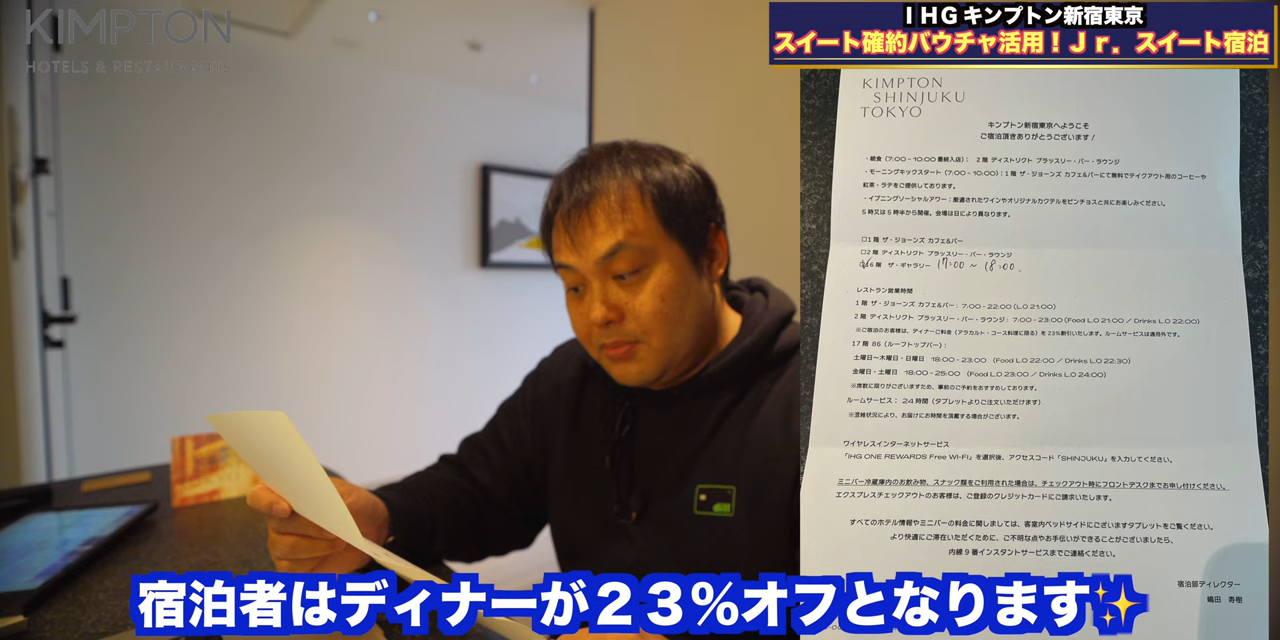 KIMPTON
HOTELS & RESTAURANTS
IHGキンプトン新宿東京
スイート確約バウチャ活用！Jr．スイート宿泊
KIMPTON
SHINJUKU
TOKYO
キンプトン新宿東京へようこそ
ご宿泊頂きありがとうございます！
・朝食（7:00 - 10:00 最終入店）： 2階 ディストリクト ブラッスリー・バー・ラウンジ
・モーニングキックスタート（7:00 - 10:00）：1階 ザ・ジョーンズ カフェ&バーにて無料でテイクアウト用のコーヒーや
紅茶・ラテをご提供しております。
・イブニングソーシャルアワー：厳選されたワインやオリジナルカクテルをピンチョスと共にお楽しみください。
5時又は5時半から開催。会場は日により異なります。
□1階 ザ・ジョーンズ カフェ&バー
□2階 ディストリクト ブラッスリー・バー・ラウンジ
16階 ザ・ギャラリー 17:00 ～ 18:00.
レストラン営業時間
1階 ザ・ジョーンズ カフェ&バー： 7:00 - 22:00 (L.O 21:00)
2階 ディストリクト ブラッスリー・バー・ラウンジ： 7:00 - 23:00 (Food L.O 21:00 / Drinks L.O 22:00)
※ご宿泊のお客様は、ディナーご料金（アラカルト・コース料理に限る）を23%割引いたします。ルームサービスは適用外です。
17階 86（ルーフトップバー）：
土曜日～木曜日・日曜日 18:00 - 23:00 (Food L.O 22:00 / Drinks L.O 22:30)
金曜日・土曜日 18:00 - 25:00 (Food L.O 23:00 / Drinks L.O 24:00)
※席数に限りがございますため、事前のご予約をおすすめしております。
ルームサービス： 24時間（タブレットよりご注文いただけます）
※混雑状況により、お届けにお時間を頂戴する場合がございます。
ワイヤレスインターネットサービス
「IHG ONE REWARDS Free Wi-Fi」を選択後、アクセスコード「SHINJUKU」を入力してください。
ミニバー冷蔵庫内のお飲み物、スナック類をご利用された場合は、チェックアウト時にフロントデスクまでお申し付けください。
エクスプレスチェックアウトのお客様は、ご登録のクレジットカードにご請求いたします。
すべてのホテル情報やミニバーの料金に関しましては、客室内ベッドサイドにございますタブレットをご覧ください。
より快適にご滞在いただくために、ご不明な点やお手伝いができることがございましたら、
内線9番インスタントサービスまでご連絡ください。
宿泊部ディレクター
嶋田 寿樹
宿泊者はディナーが２３％オフとなります✨